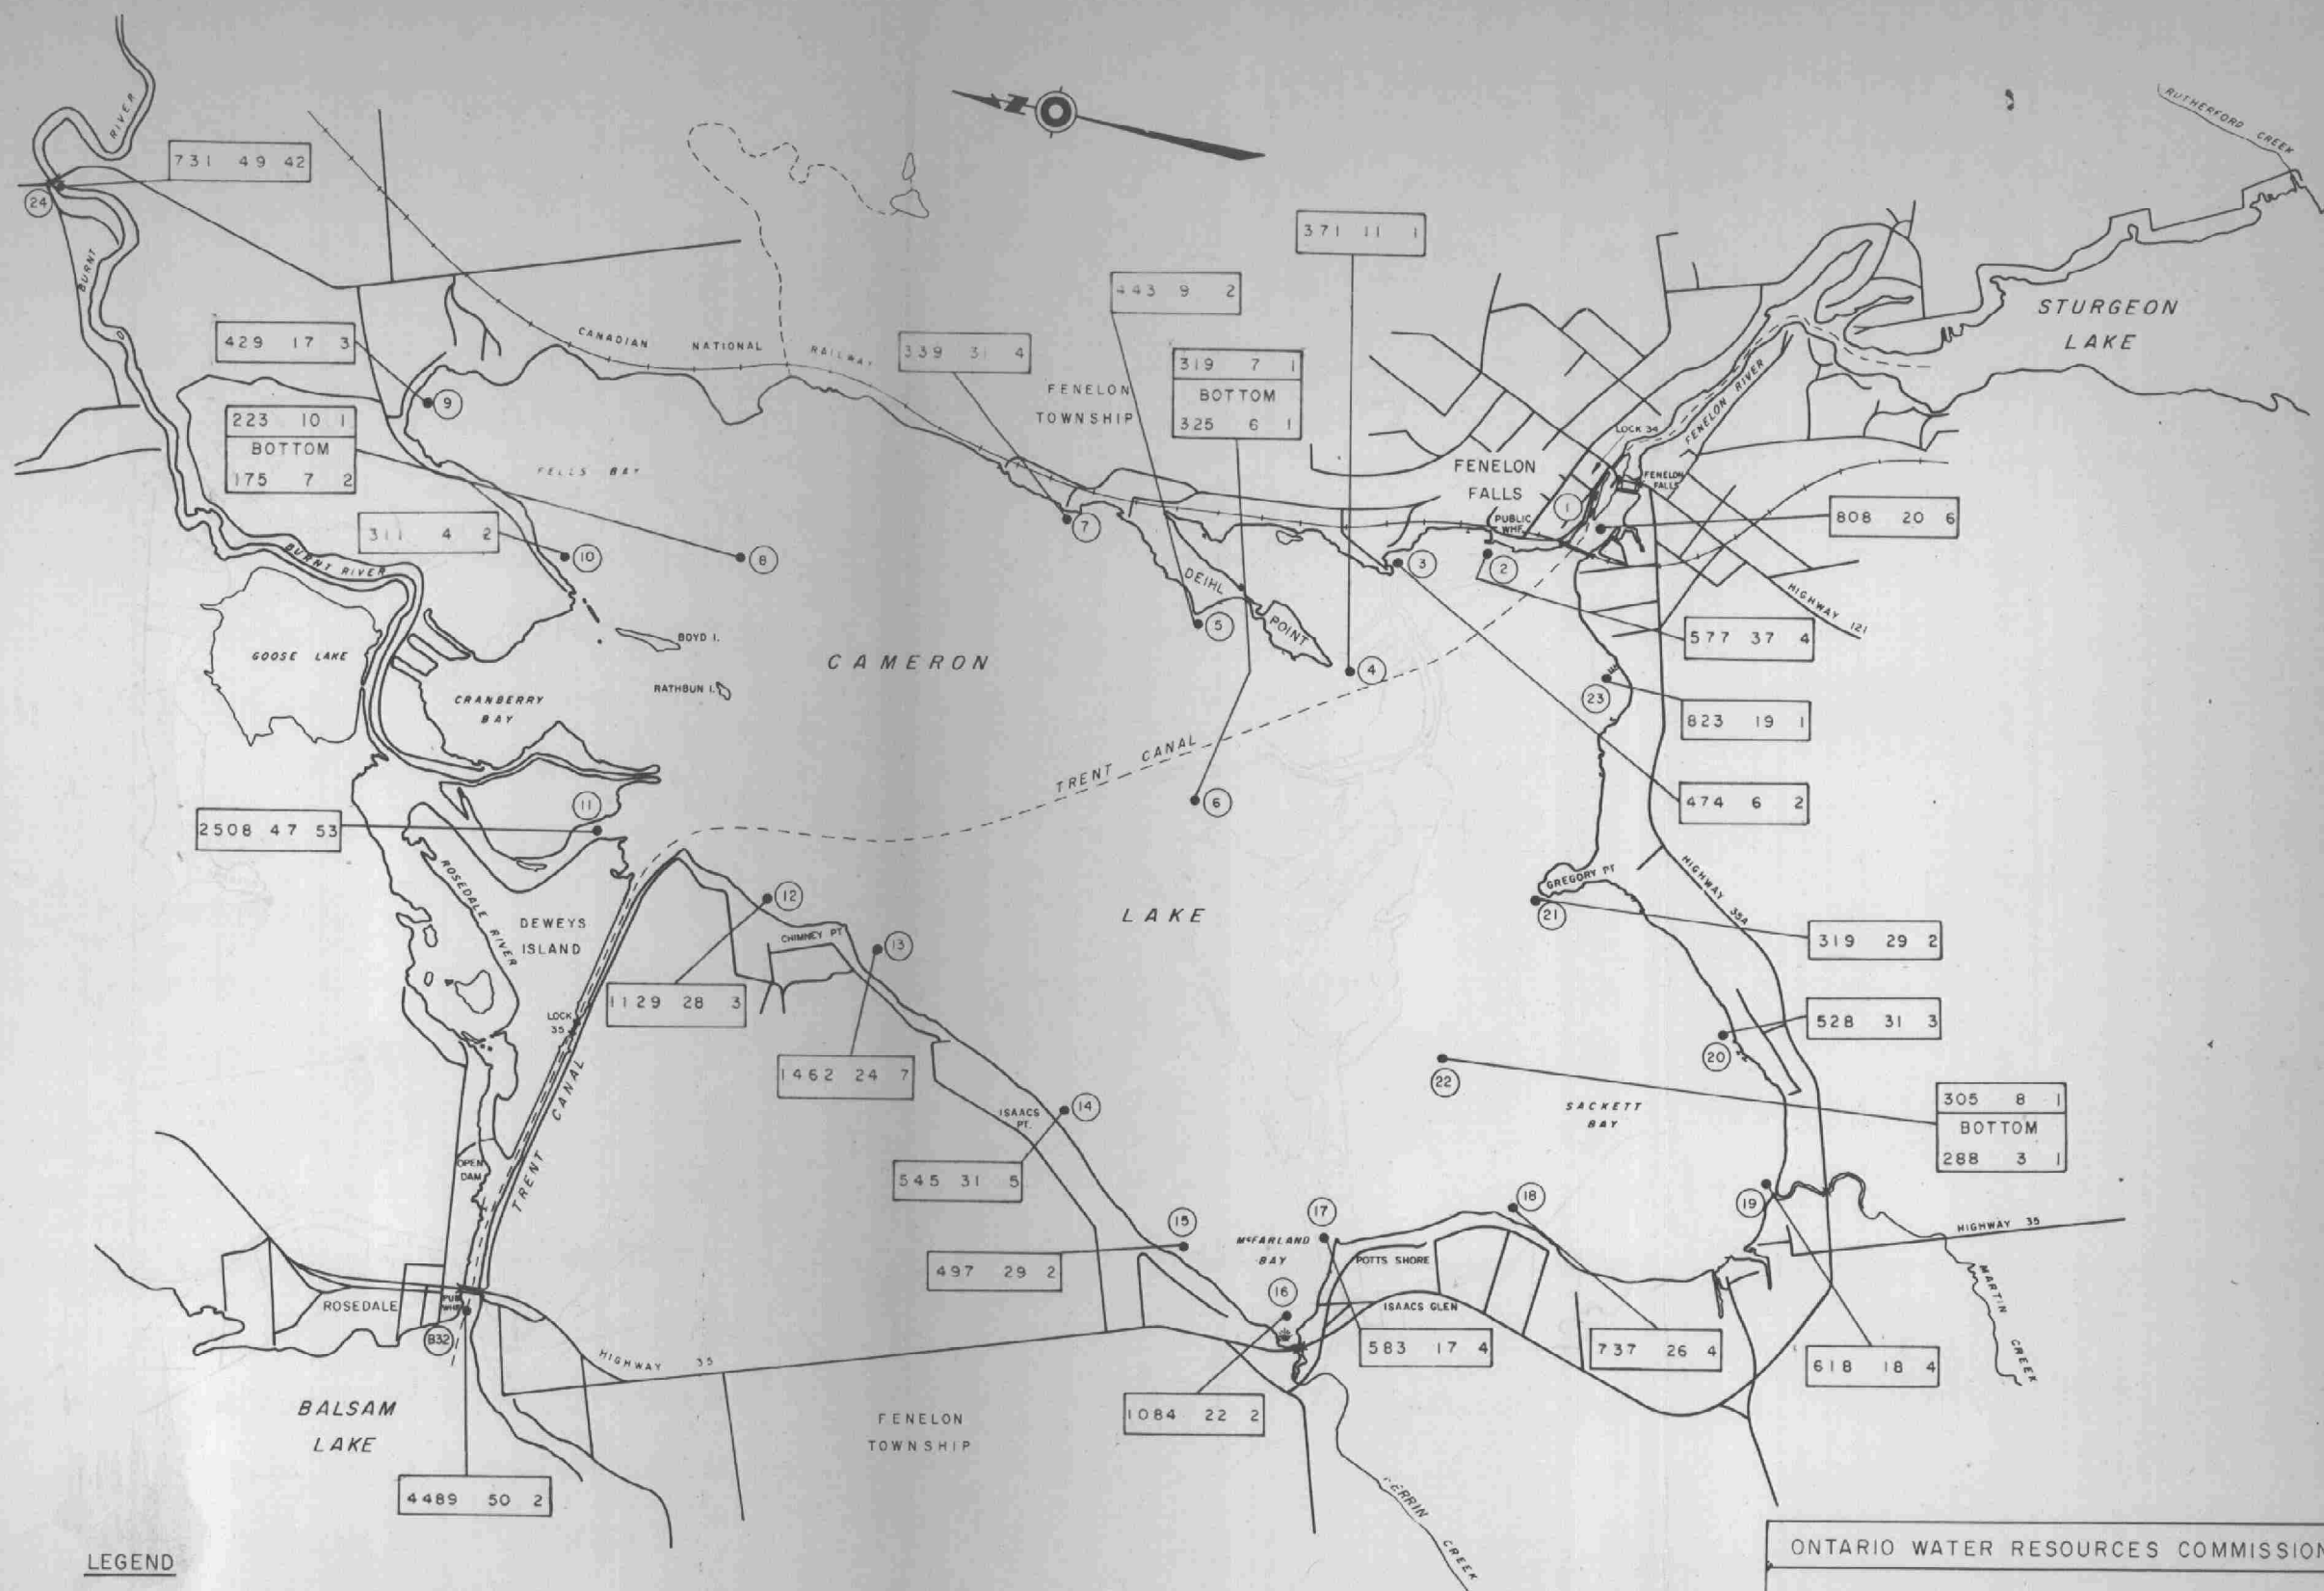 RIVER
731 49 42
24
RUTHERFORD CREEK
BURNT
371 11 1
443 9 2
STURGEON
LAKE
429 17 3
CANADIAN NATIONAL RAILWAY
339 31 4
319 7 1
BOTTOM
325 6 1
FENELON
TOWNSHIP
FENELON RIVER
9
223 10 1
BOTTOM
175 7 2
LOCK 34
FELLS BAY
FENELON
FALLS
FENELON
FALLS
1
PUBLIC
WHF.
808 20 6
7
311 4 2
10
8
3
2
BURNT RIVER
DEIHL
POINT
HIGHWAY 121
5
577 37 4
BOYD I.
GOOSE LAKE
CAMERON
4
RATHBUN I.
CRANBERRY
BAY
23
823 19 1
TRENT CANAL
6
474 6 2
11
2508 47 53
ROSEDALE RIVER
GREGORY PT
HIGHWAY 35A
12
DEWEYS
ISLAND
LAKE
21
CHIMNEY PT
13
319 29 2
1129 28 3
LOCK
35
528 31 3
20
1462 24 7
22
TRENT CANAL
ISAACS
PT.
14
SACKETT
BAY
305 8 1
BOTTOM
288 3 1
OPEN
DAM
545 31 5
18
19
15
17
McFARLAND
BAY
HIGHWAY 35
497 29 2
POTTS SHORE
16
MARTIN CREEK
ROSEDALE
PUB
WHF
B32
ISAACS GLEN
583 17 4
737 26 4
618 18 4
HIGHWAY 35
BALSAM
LAKE
FENELON
TOWNSHIP
1084 22 2
4489 50 2
CREEK
LEGEND
ONTARIO WATER RESOURCES COMMISSION